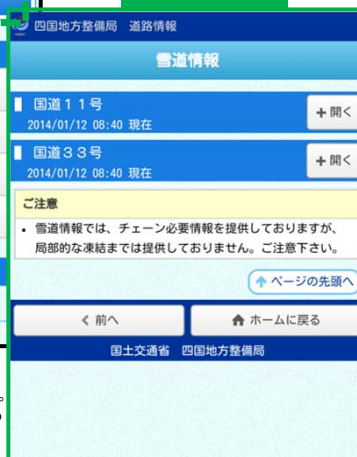 四国地方整備局 道路情報
雪道情報
国道11号
2014/01/12 08:40 現在
+開く
国道33号
2014/01/12 08:40 現在
+開く
ご注意
・ 雪道情報では、チェーン必要情報を提供しておりますが、
局部的な凍結までは提供しておりません。ご注意下さい。
ページの先頭へ
前へ
ホームに戻る
国土交通省 四国地方整備局